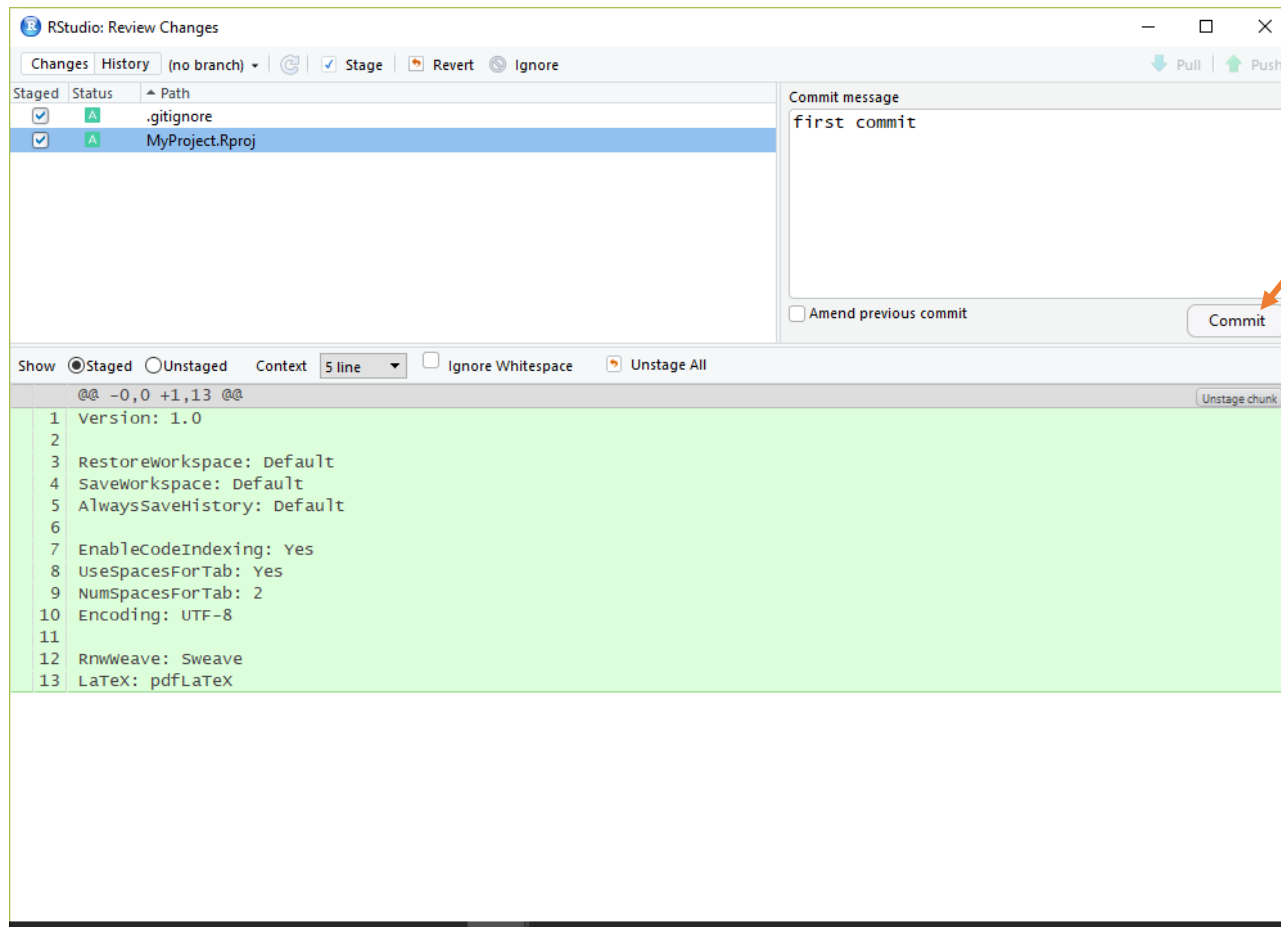 RStudio: Review Changes
Changes History (no branch) Stage Revert Ignore Pull Push
Staged Status Path
A .gitignore
A MyProject.Rproj
Commit message
first commit
Amend previous commit
Commit
Show Staged Unstaged Context 5 line Ignore Whitespace Unstage All
@@ -0,0 +1,13 @@ Unstage chunk
1 Version: 1.0
2
3 RestoreWorkspace: Default
4 SaveWorkspace: Default
5 AlwaysSaveHistory: Default
6
7 EnableCodeIndexing: Yes
8 UseSpacesForTab: Yes
9 NumSpacesForTab: 2
10 Encoding: UTF-8
11
12 RnwWeave: Sweave
13 LaTeX: pdfLaTeX